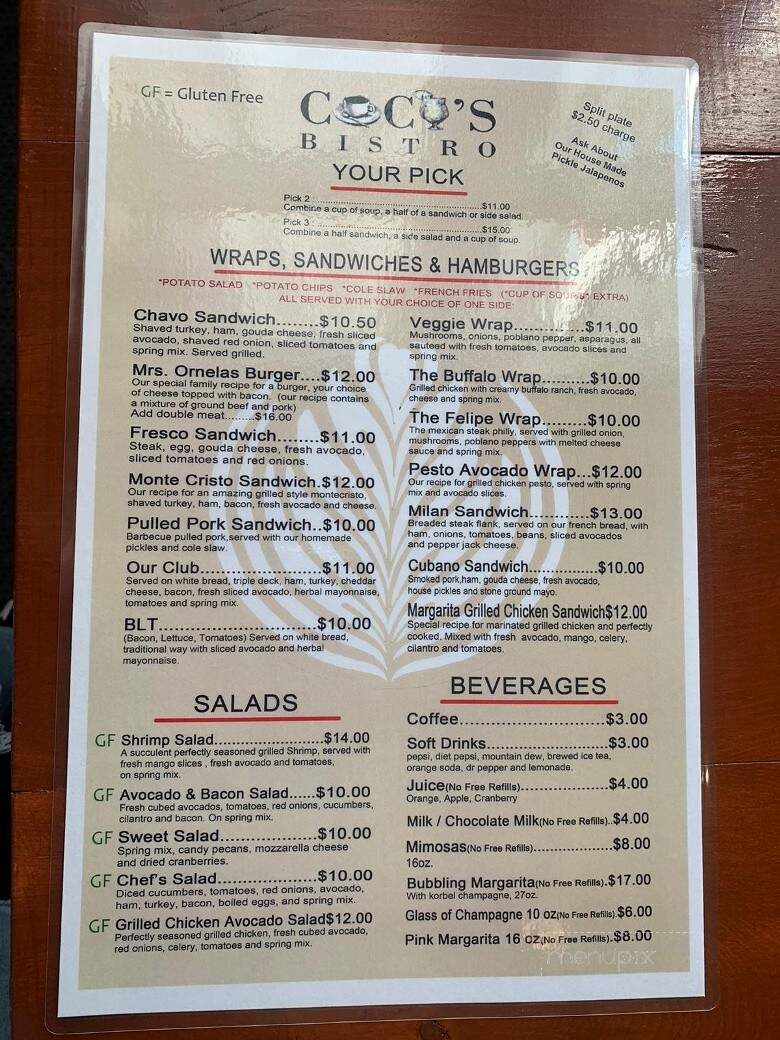 GF = Gluten Free
COCO'S
BISTRO
Split plate
$2.50 charge
Ask About
Our House Made
Pickle Jalapenos
YOUR PICK
Pick 2..........$11.00
Combine a cup of soup, a half of a sandwich or side salad
Pick 3..........$15.00
Combine a half sandwich, a side salad and a cup of soup.
WRAPS, SANDWICHES & HAMBURGERS
*POTATO SALAD *POTATO CHIPS *COLE SLAW *FRENCH FRIES (*CUP OF SOUP $ EXTRA)
ALL SERVED WITH YOUR CHOICE OF ONE SIDE:
Chavo Sandwich........$10.50
Shaved turkey, ham, gouda cheese, fresh sliced
avocado, shaved red onion, sliced tomatoes and
spring mix. Served grilled.
Mrs. Ornelas Burger....$12.00
Our special family recipe for a burger, your choice
of cheese topped with bacon. (our recipe contains
a mixture of ground beef and pork)
Add double meat........$16.00
Fresco Sandwich.......$11.00
Steak, egg, gouda cheese, fresh avocado,
sliced tomatoes and red onions.
Monte Cristo Sandwich.$12.00
Our recipe for an amazing grilled style montecristo,
shaved turkey, ham, bacon, fresh avocado and cheese.
Pulled Pork Sandwich..$10.00
Barbecue pulled pork,served with our homemade
pickles and cole slaw.
Our Club....................$11.00
Served on white bread, triple deck, ham, turkey, cheddar
cheese, bacon, fresh sliced avocado, herbal mayonnaise,
tomatoes and spring mix.
BLT..........................$10.00
(Bacon, Lettuce, Tomatoes) Served on white bread,
traditional way with sliced avocado and herbal
mayonnaise.
Veggie Wrap.............$11.00
Mushrooms, onions, poblano pepper, asparagus, all
sauteed with fresh tomatoes, avocado slices and
spring mix.
The Buffalo Wrap..........$10.00
Grilled chicken with creamy buffalo ranch, fresh avocado,
cheese and spring mix.
The Felipe Wrap..........$10.00
The mexican steak philly, served with grilled onion,
mushrooms, poblano peppers with melted cheese
sauce and spring mix.
Pesto Avocado Wrap...$12.00
Our recipe for grilled chicken pesto, served with spring
mix and avocado slices.
Milan Sandwich.............$13.00
Breaded steak flank, served on our french bread, with
ham, onions, tomatoes, beans, sliced avocados
and pepper jack cheese.
Cubano Sandwich..............$10.00
Smoked pork,ham, gouda cheese, fresh avocado,
house pickles and stone ground mayo.
Margarita Grilled Chicken Sandwich$12.00
Special recipe for marinated grilled chicken and perfectly
cooked. Mixed with fresh avocado, mango, celery,
cilantro and tomatoes.
SALADS
GF Shrimp Salad......................$14.00
A succulent perfectly seasoned grilled Shrimp, served with
fresh mango slices , fresh avocado and tomatoes,
on spring mix.
GF Avocado & Bacon Salad.....$10.00
Fresh cubed avocados, tomatoes, red onions, cucumbers,
cilantro and bacon. On spring mix.
GF Sweet Salad....................$10.00
Spring mix, candy pecans, mozzarella cheese
and dried cranberries.
GF Chef's Salad....................$10.00
Diced cucumbers, tomatoes, red onions, avocado,
ham, turkey, bacon, boiled eggs, and spring mix.
GF Grilled Chicken Avocado Salad$12.00
Perfectly seasoned grilled chicken, fresh cubed avocado,
red onions, celery, tomatoes and spring mix.
BEVERAGES
Coffee..........................$3.00
Soft Drinks......................$3.00
pepsi, diet pepsi, mountain dew, brewed ice tea,
orange soda, dr pepper and lemonade.
Juice(No Free Refills)..................$4.00
Orange, Apple, Cranberry
Milk / Chocolate Milk(No Free Refills)..$4.00
Mimosas(No Free Refills)................$8.00
16oz.
Bubbling Margarita(No Free Refills).$17.00
With korbel champagne, 27oz.
Glass of Champagne 10 oz(No Free Refills).$6.00
Pink Margarita 16 oz(No Free Refills).$8.00
menupix